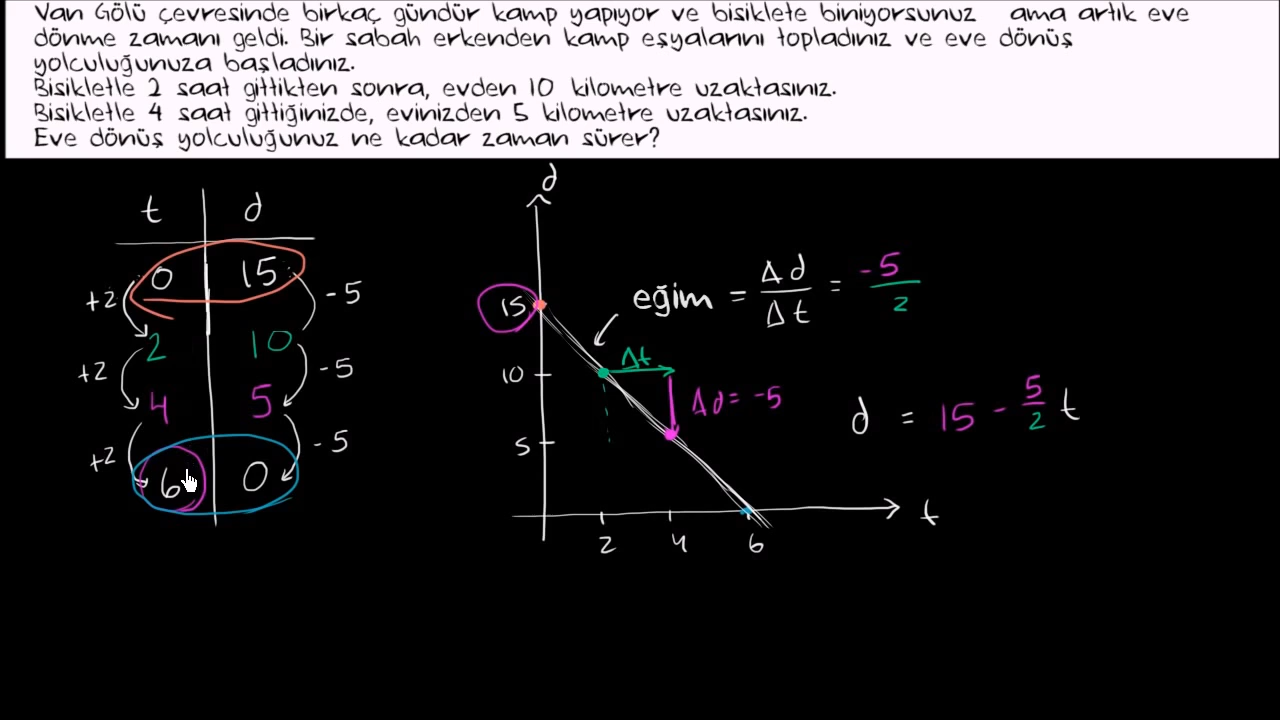 Van Gölü çevresinde birkaç gündür kamp yapıyor ve bisiklete biniyorsunuz ama artık eve
dönme zamanı geldi. Bir sabah erkenden kamp eşyalarını topladınız ve eve dönüş
yolculuğunuza başladınız.
Bisikletle 2 saat gittikten sonra, evden 10 kilometre uzaktasınız.
Bisikletle 4 saat gittiğinizde, evinizden 5 kilometre uzaktasınız.
Eve dönüş yolculuğunuz ne kadar zaman sürer?
t d
0 15
+2 -5
2 10
+2 -5
4 5
+2 -5
6 0
d
15
10
5
2 4 6
t
eğim = Δd/Δt = -5/2
Δt
Δd = -5
d = 15 - 5/2 t